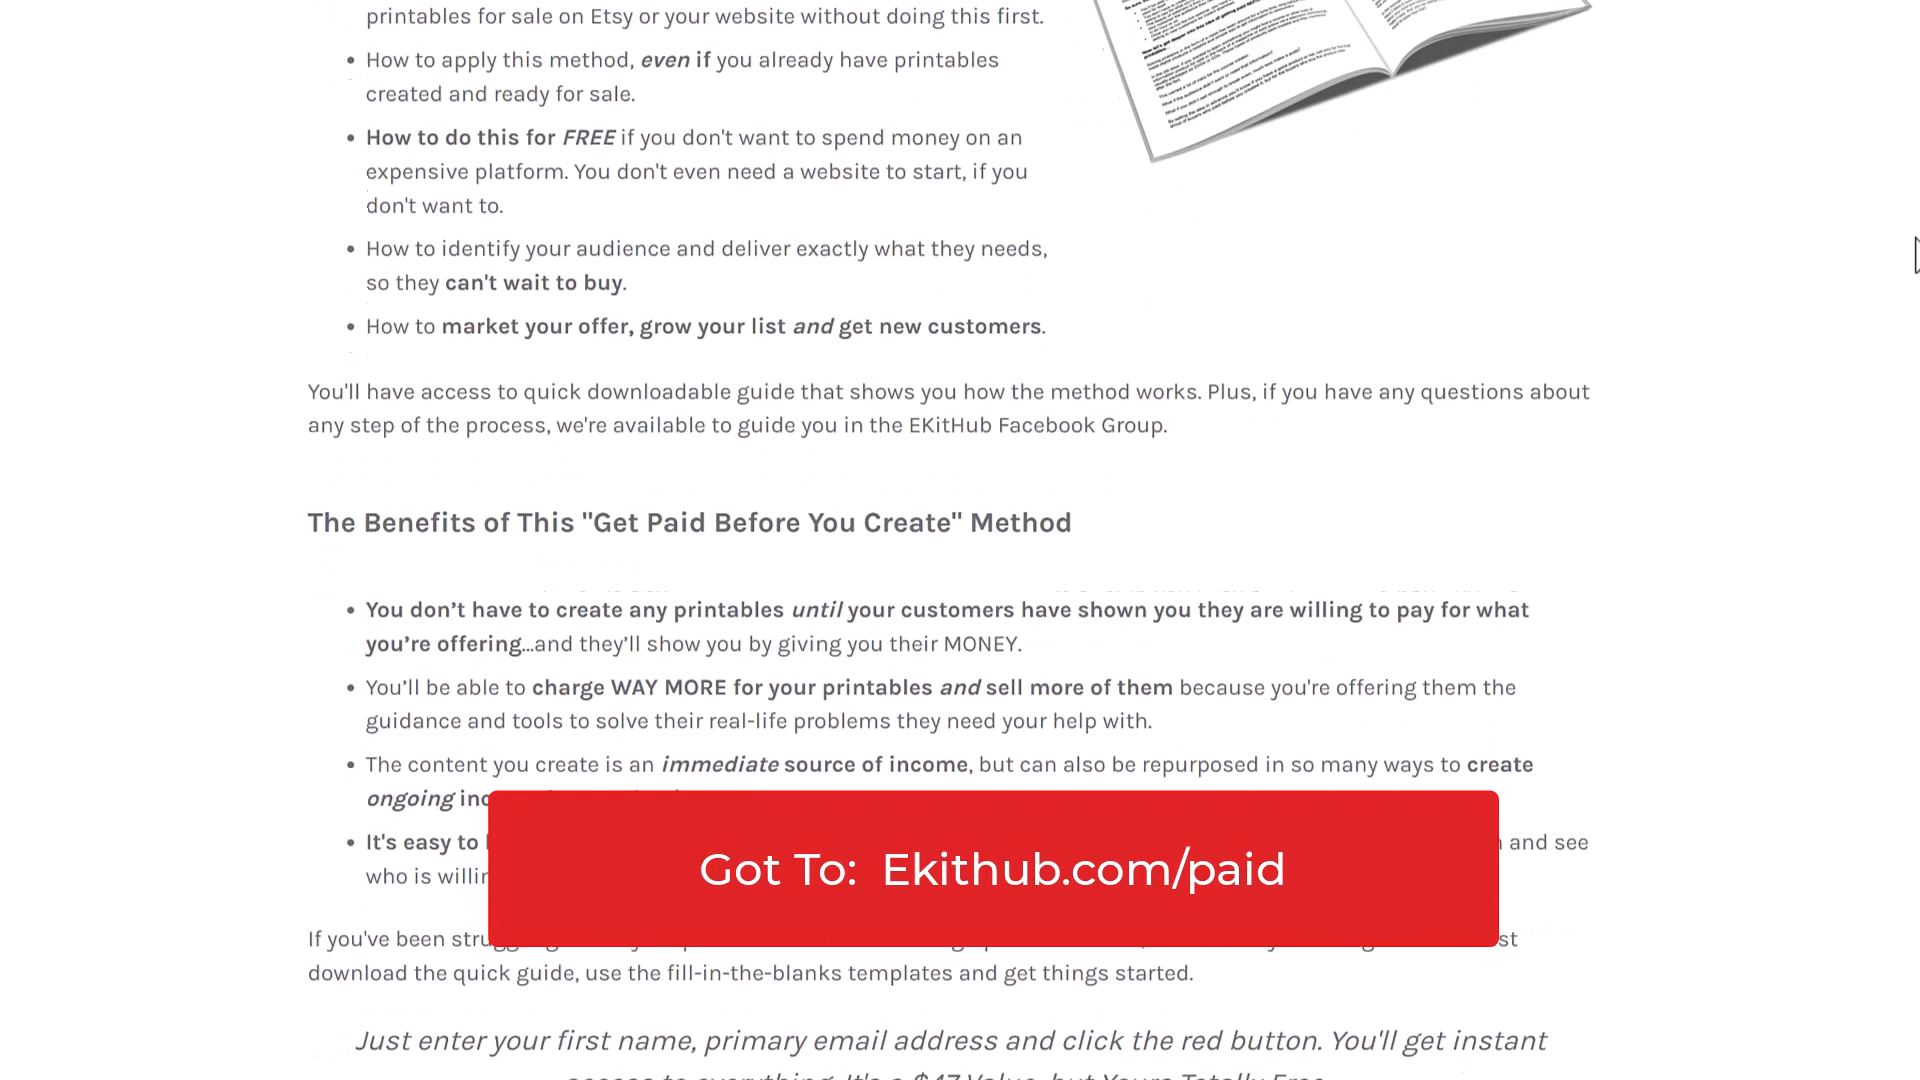 printables for sale on Etsy or your website without doing this first.
• How to apply this method, even if you already have printables
created and ready for sale.
• How to do this for FREE if you don't want to spend money on an
expensive platform. You don't even need a website to start, if you
don't want to.
• How to identify your audience and deliver exactly what they needs,
so they can't wait to buy.
• How to market your offer, grow your list and get new customers.
You'll have access to quick downloadable guide that shows you how the method works. Plus, if you have any questions about
any step of the process, we're available to guide you in the EKitHub Facebook Group.
The Benefits of This "Get Paid Before You Create" Method
• You don’t have to create any printables until your customers have shown you they are willing to pay for what
you’re offering…and they’ll show you by giving you their MONEY.
• You’ll be able to charge WAY MORE for your printables and sell more of them because you're offering them the
guidance and tools to solve their real-life problems they need your help with.
• The content you create is an immediate source of income, but can also be repurposed in so many ways to create
ongoing
• It's easy to and see
who is
Got To: Ekithub.com/paid
If you've been
download the quick guide, use the fill-in-the-blanks templates and get things started.
Just enter your first name, primary email address and click the red button. You'll get instant